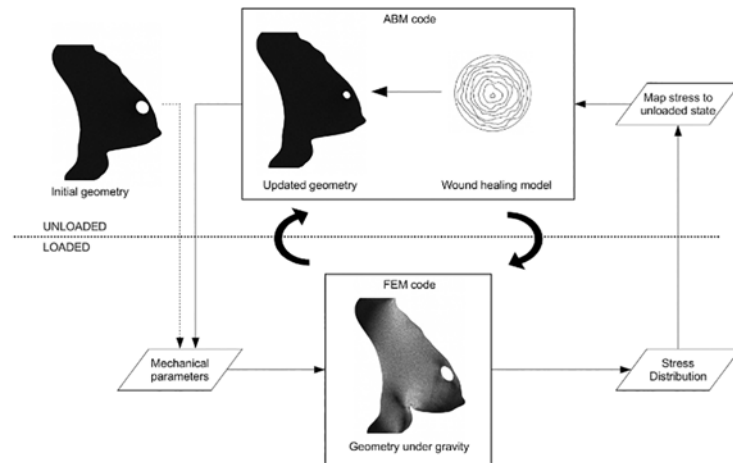 ABM code
Map stress to
unloaded state
Initial geometry
Updated geometry
Wound healing model
UNLOADED
LOADED
FEM code
Mechanical
parameters
Stress
Distribution
Geometry under gravity